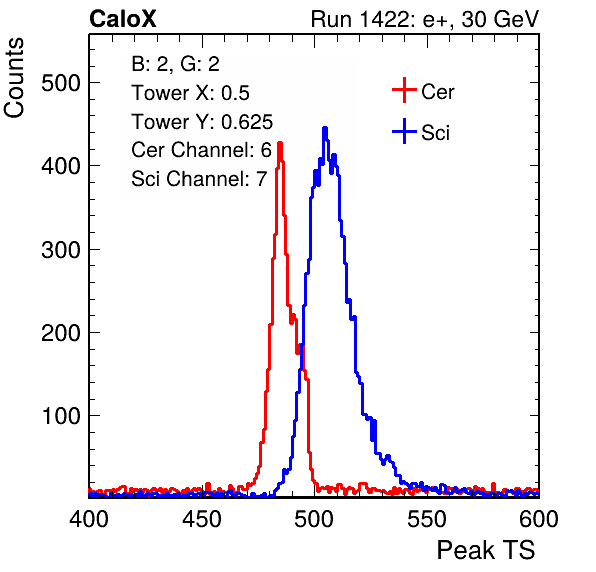 CaloX
Run 1422: e+, 30 GeV
Counts
B: 2, G: 2
Tower X: 0.5
Tower Y: 0.625
Cer Channel: 6
Sci Channel: 7
Cer
Sci
500
400
300
200
100
400 450 500 550 600
Peak TS